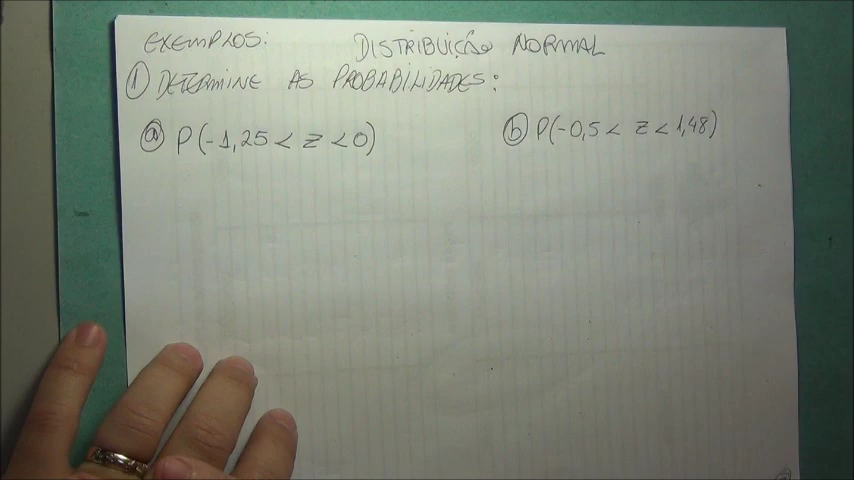 EXEMPLOS: DISTRIBUIÇÃO NORMAL
① DETERMINE AS PROBABILIDADES:
ⓐ P(-1,25 < Z < 0) ⓑ P(-0,5 < Z < 1,48)